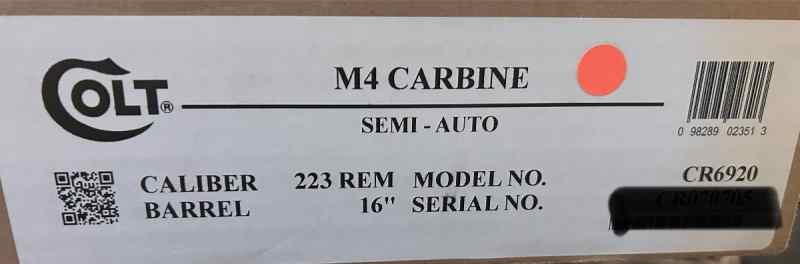 COLT®
M4 CARBINE
SEMI - AUTO
0 98289 02351 3
CALIBER 223 REM MODEL NO. CR6920
BARREL 16" SERIAL NO.